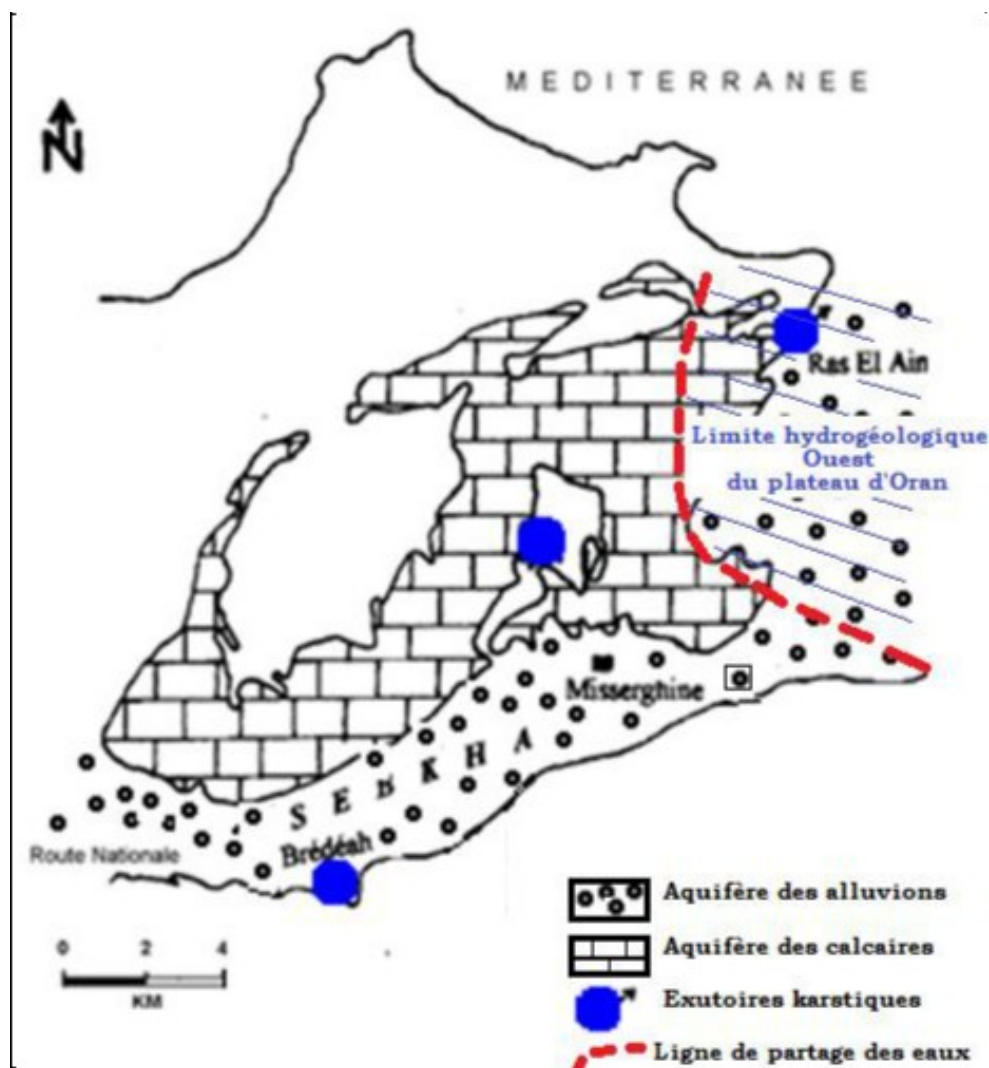 MEDITERRANEE
N
Ras El Ain
Limite hydrogéologique
Ouest
du plateau d'Oran
Misserghine
SEBKHA
Brédéah
Route Nationale
0 2 4
KM
Aquifère des alluvions
Aquifère des calcaires
Exutoires karstiques
Ligne de partage des eaux